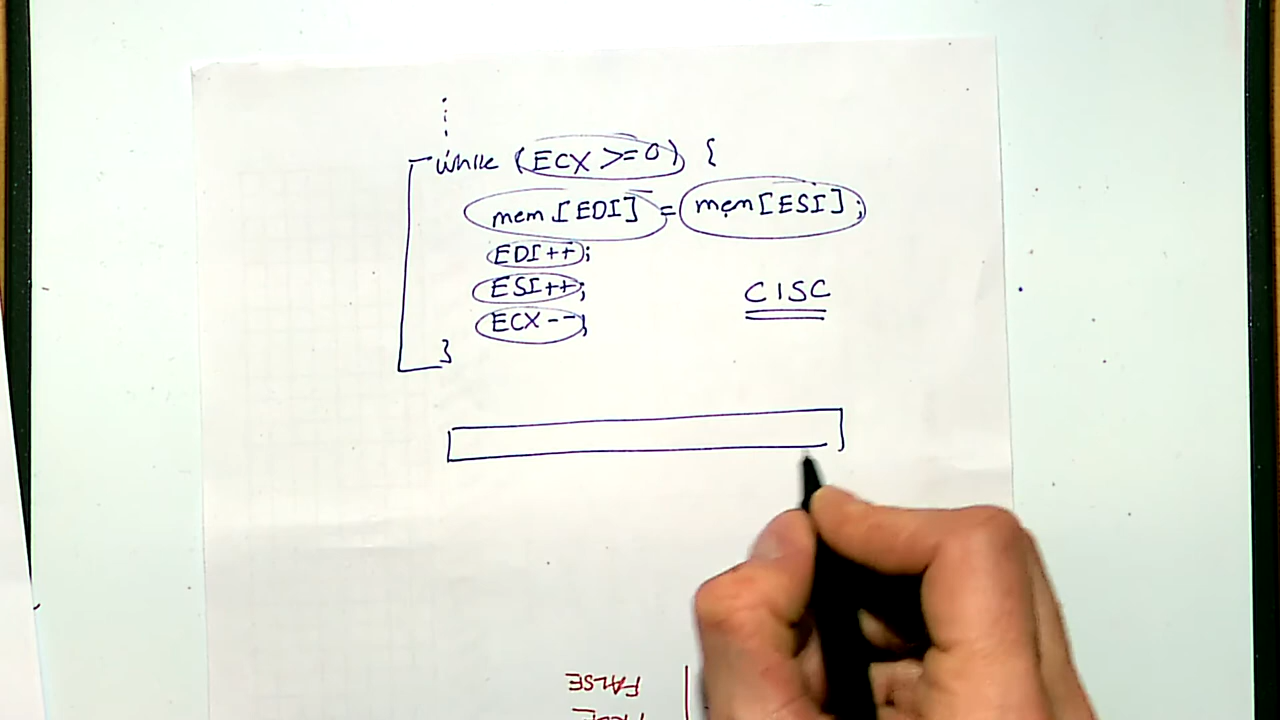 while (ECX >= 0) {
mem [EDI] = mem [ESI];
EDI++;
ESI++;
CISC
ECX--;
}
FALSE